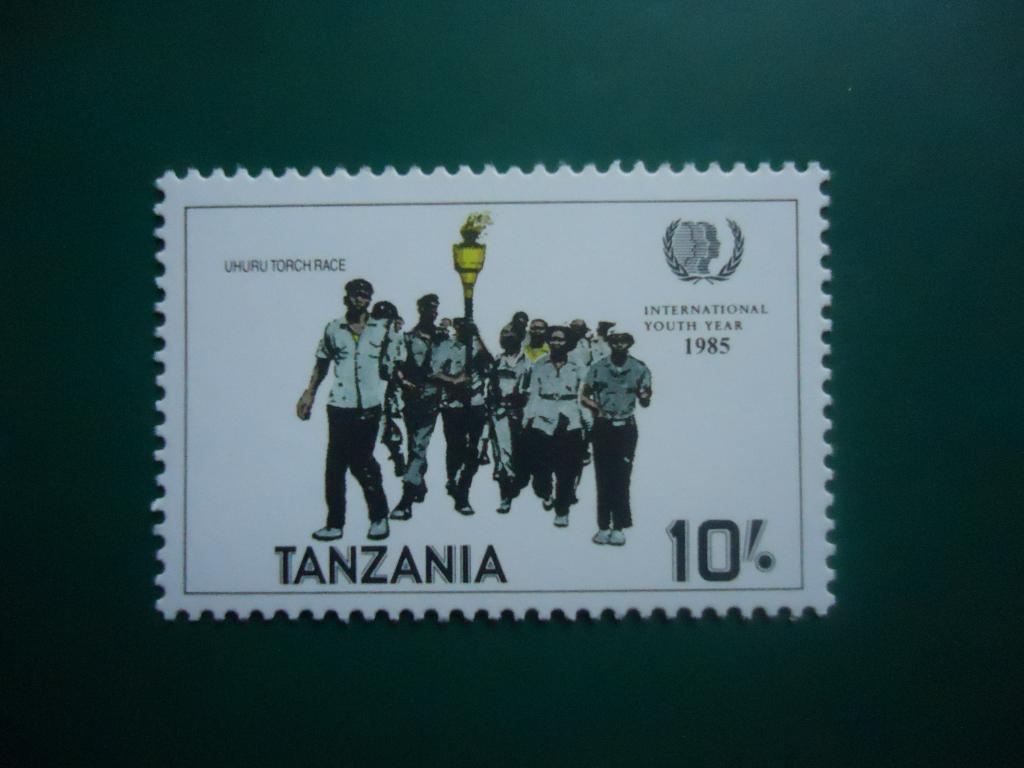 UHURU TORCH RACE
INTERNATIONAL
YOUTH YEAR
1985
TANZANIA
10/.